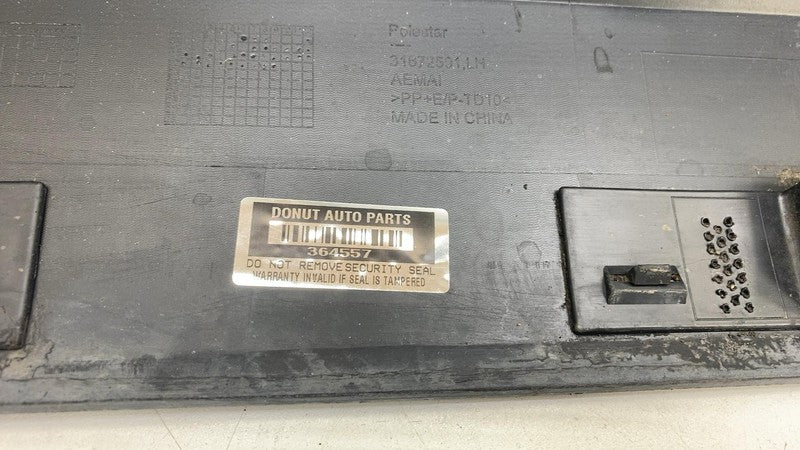 Polestar
31672531,LH
AEMAI
>PP+E/P-TD10<
MADE IN CHINA
DONUT AUTO PARTS
364557
DO NOT REMOVE SECURITY SEAL
WARRANTY INVALID IF SEAL IS TAMPERED